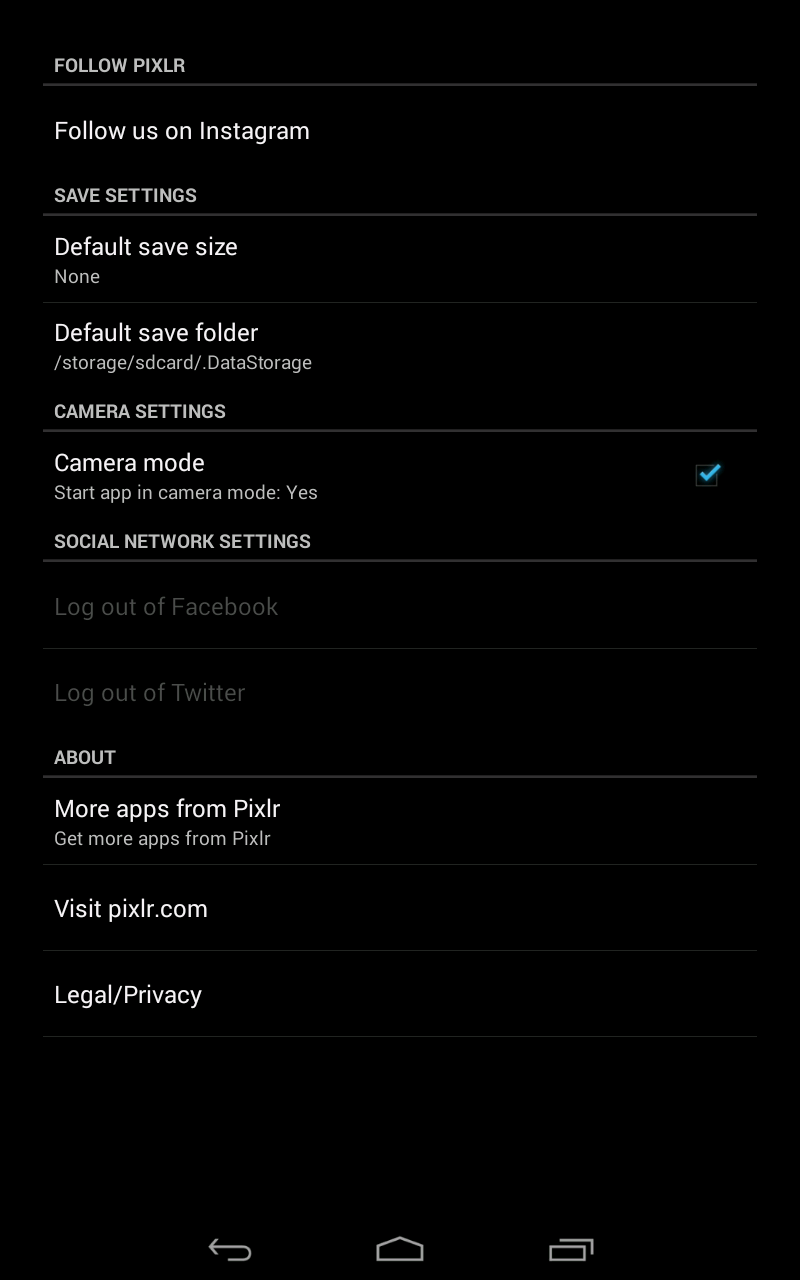 FOLLOW PIXLR
Follow us on Instagram
SAVE SETTINGS
Default save size
None
Default save folder
/storage/sdcard/.DataStorage
CAMERA SETTINGS
Camera mode
Start app in camera mode: Yes
SOCIAL NETWORK SETTINGS
Log out of Facebook
Log out of Twitter
ABOUT
More apps from Pixlr
Get more apps from Pixlr
Visit pixlr.com
Legal/Privacy